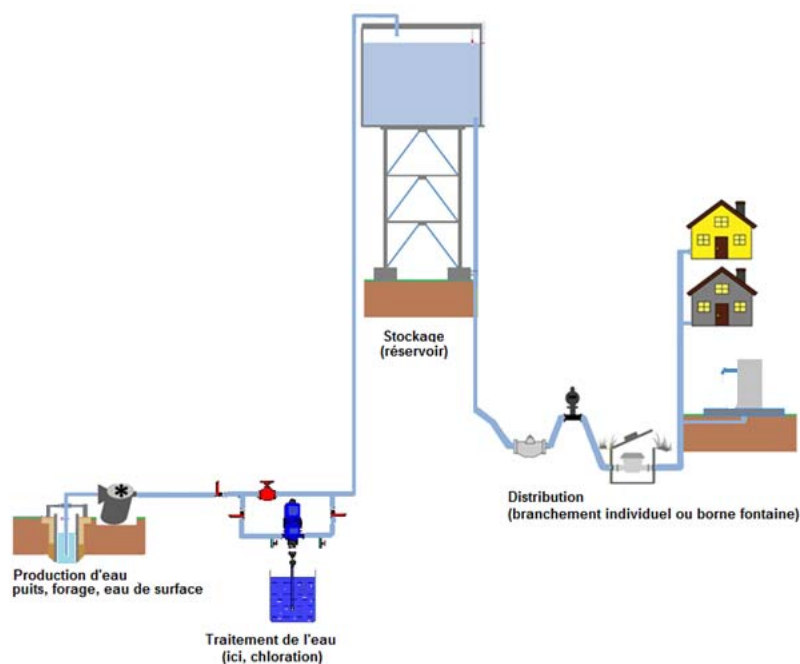 Stockage
(réservoir)
Distribution
(branchement individuel ou borne fontaine)
Production d'eau
puits, forage, eau de surface
Traitement de l'eau
(ici, chloration)